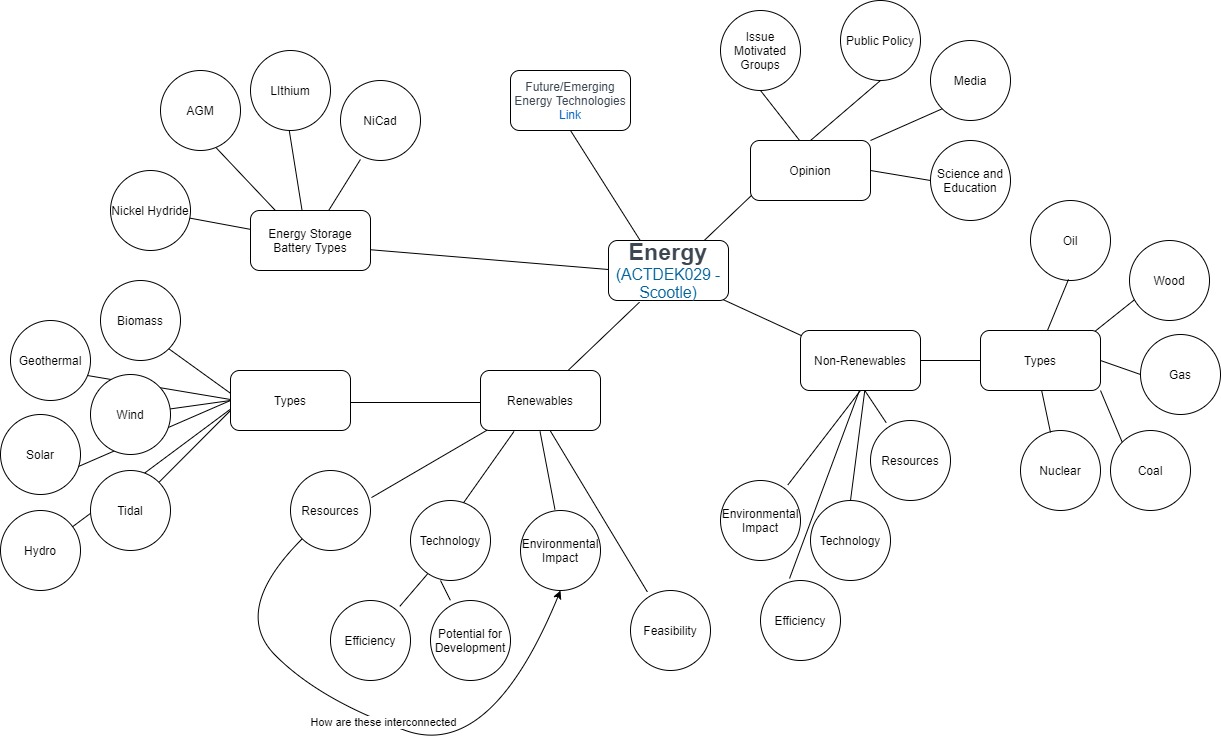 Issue
Motivated
Groups
Public Policy
Media
Science and
Education
Opinion
Future/Emerging
Energy Technologies
Link
LIthium
AGM
NiCad
Nickel Hydride
Energy Storage
Battery Types
Energy
(ACTDEK029 -
Scootle)
Oil
Wood
Gas
Coal
Nuclear
Types
Non-Renewables
Resources
Environmental
Impact
Technology
Efficiency
Biomass
Geothermal
Wind
Solar
Tidal
Hydro
Types
Renewables
Resources
Technology
Environmental
Impact
Efficiency
Potential for
Development
Feasibility
How are these interconnected